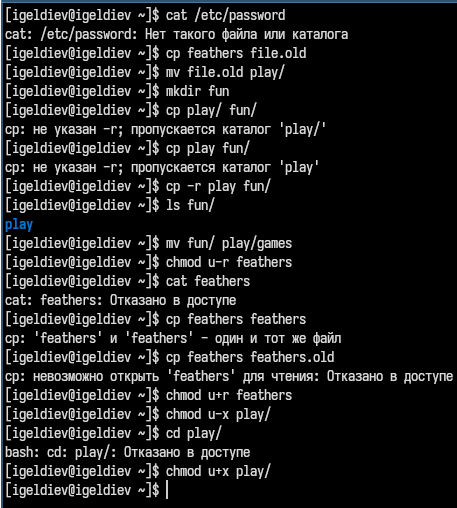 [igeldiev@igeldiev ~]$ cat /etc/password
cat: /etc/password: Нет такого файла или каталога
[igeldiev@igeldiev ~]$ cp feathers file.old
[igeldiev@igeldiev ~]$ mv file.old play/
[igeldiev@igeldiev ~]$ mkdir fun
[igeldiev@igeldiev ~]$ cp play/ fun/
cp: не указан -r; пропускается каталог 'play/'
[igeldiev@igeldiev ~]$ cp play fun/
cp: не указан -r; пропускается каталог 'play'
[igeldiev@igeldiev ~]$ cp -r play fun/
[igeldiev@igeldiev ~]$ ls fun/
play
[igeldiev@igeldiev ~]$ mv fun/ play/games
[igeldiev@igeldiev ~]$ chmod u-r feathers
[igeldiev@igeldiev ~]$ cat feathers
cat: feathers: Отказано в доступе
[igeldiev@igeldiev ~]$ cp feathers feathers
cp: 'feathers' и 'feathers' - один и тот же файл
[igeldiev@igeldiev ~]$ cp feathers feathers.old
cp: невозможно открыть 'feathers' для чтения: Отказано в доступе
[igeldiev@igeldiev ~]$ chmod u+r feathers
[igeldiev@igeldiev ~]$ chmod u-x play/
[igeldiev@igeldiev ~]$ cd play/
bash: cd: play/: Отказано в доступе
[igeldiev@igeldiev ~]$ chmod u+x play/
[igeldiev@igeldiev ~]$